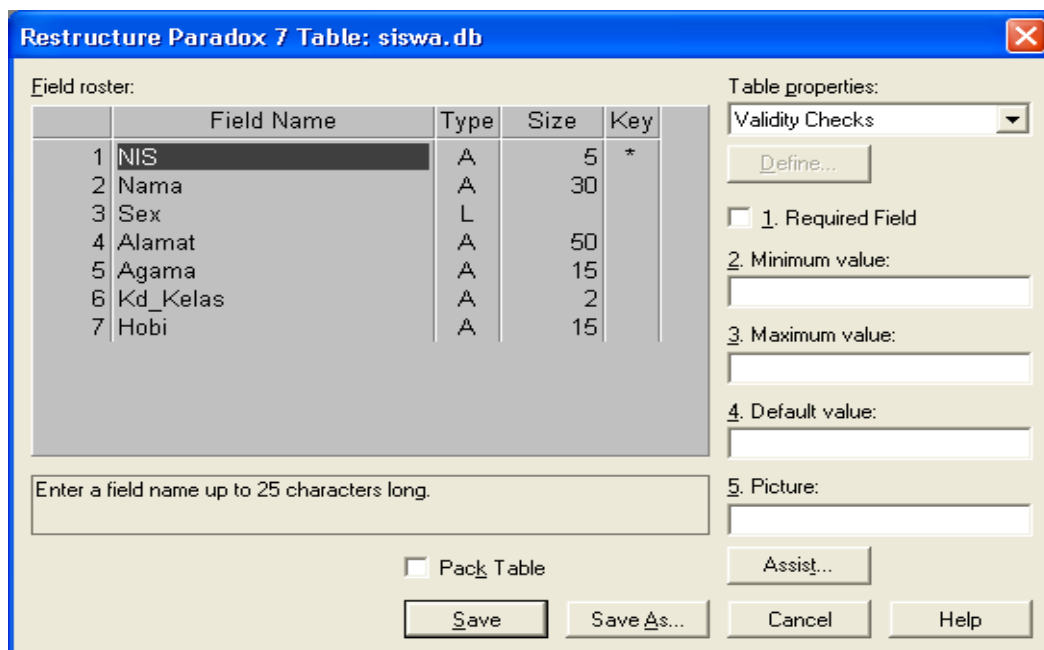 Restructure Paradox 7 Table: siswa.db
Field roster:
Field Name Type Size Key
1 NIS A 5 *
2 Nama A 30
3 Sex L
4 Alamat A 50
5 Agama A 15
6 Kd_Kelas A 2
7 Hobi A 15
Enter a field name up to 25 characters long.
Pack Table
Save
Save As...
Table properties:
Validity Checks
Define...
1. Required Field
2. Minimum value:
3. Maximum value:
4. Default value:
5. Picture:
Assist...
Cancel
Help